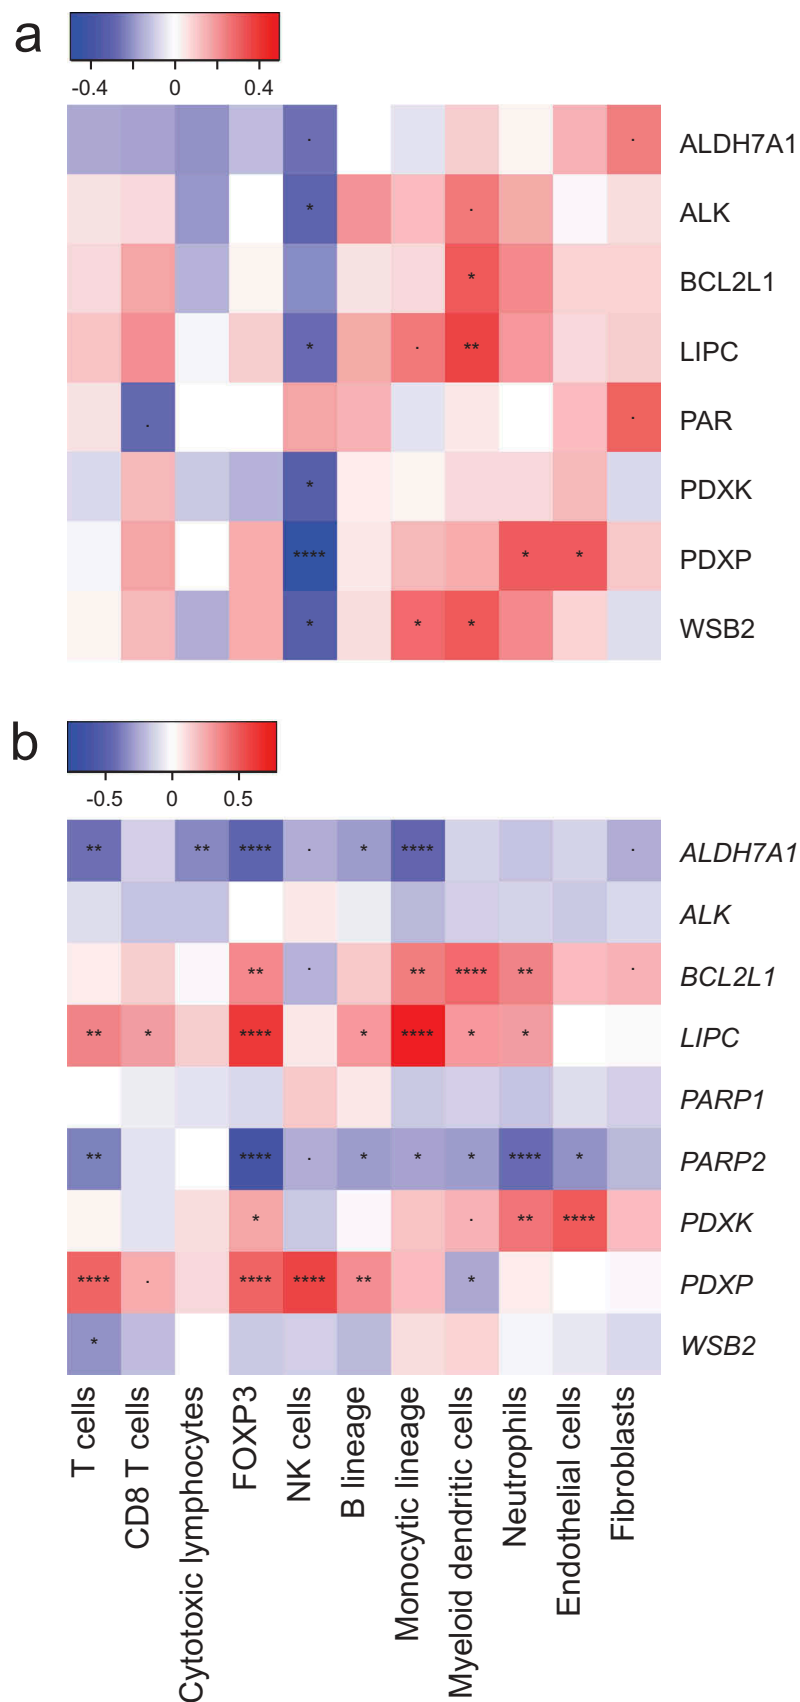 a
-0.4 0 0.4
. . ALDH7A1
* . ALK
* BCL2L1
* . ** LIPC
. . PAR
* PDXK
**** * * PDXP
* * * WSB2
b
-0.5 0 0.5
** ** **** . * **** . ALDH7A1
ALK
** . ** **** ** . BCL2L1
** * **** * **** * * LIPC
PARP1
** **** . * * * **** * PARP2
* . ** **** PDXK
**** . **** **** ** * PDXP
* WSB2
T cells
CD8 T cells
Cytotoxic lymphocytes
FOXP3
NK cells
B lineage
Monocytic lineage
Myeloid dendritic cells
Neutrophils
Endothelial cells
Fibroblasts